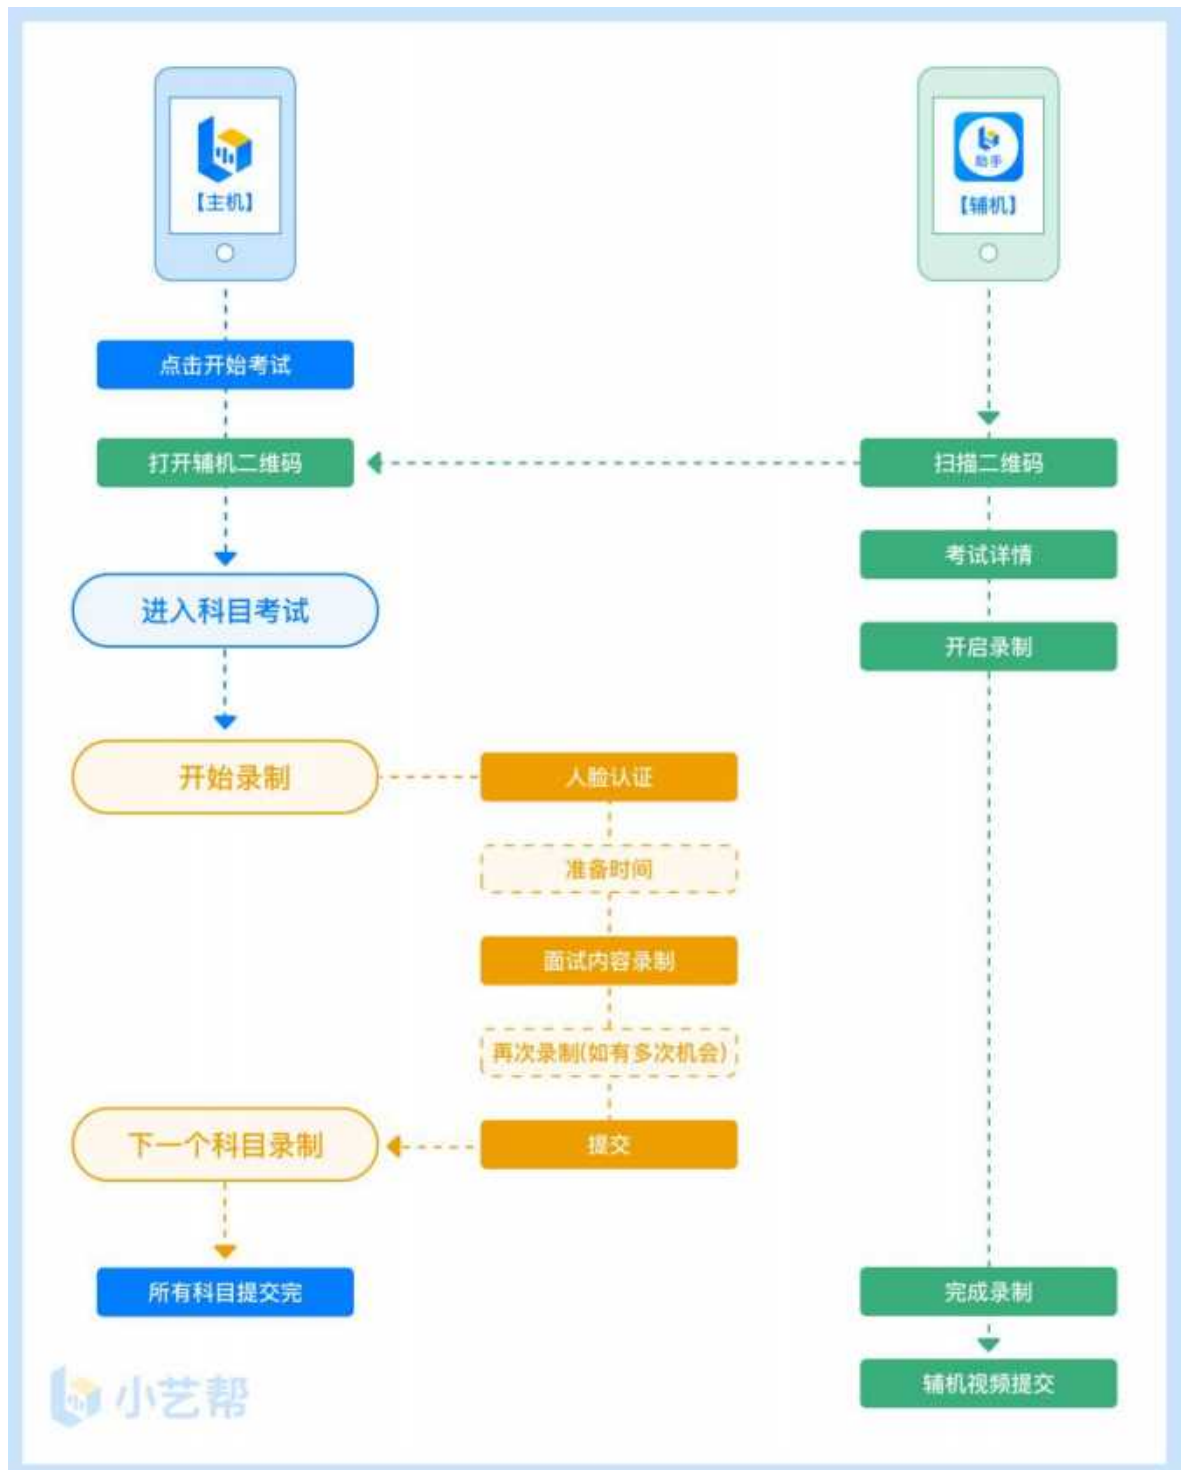 【主机】
助手
【辅机】
点击开始考试
打开辅机二维码
扫描二维码
考试详情
进入科目考试
开启录制
开始录制
人脸认证
准备时间
面试内容录制
再次录制(如有多次机会)
下一个科目录制
提交
所有科目提交完
完成录制
辅机视频提交
小艺帮